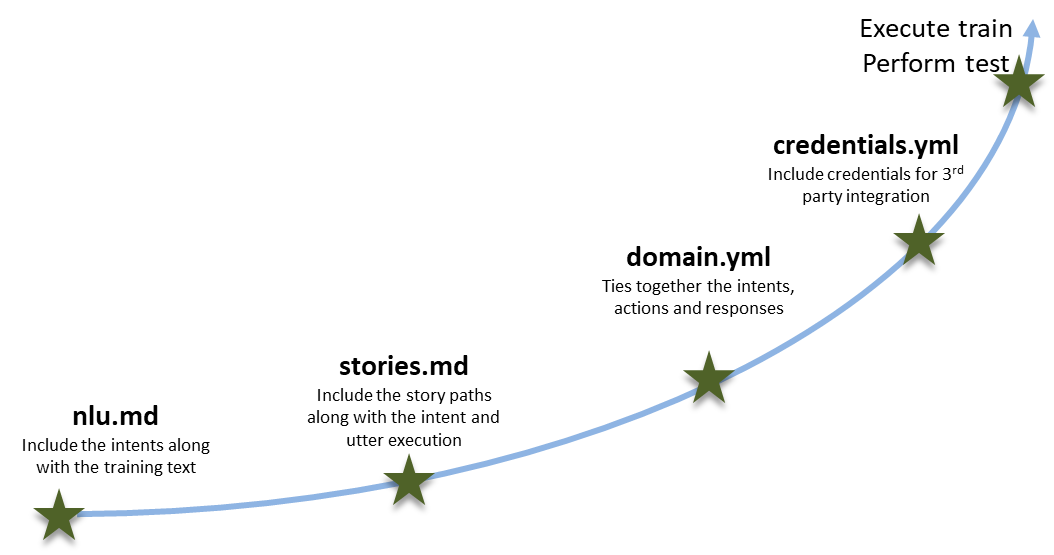 nlu.md
Include the intents along
with the training text
stories.md
Include the story paths
along with the intent and
utter execution
domain.yml
Ties together the intents,
actions and responses
credentials.yml
Include credentials for 3rd
party integration
Execute train
Perform test